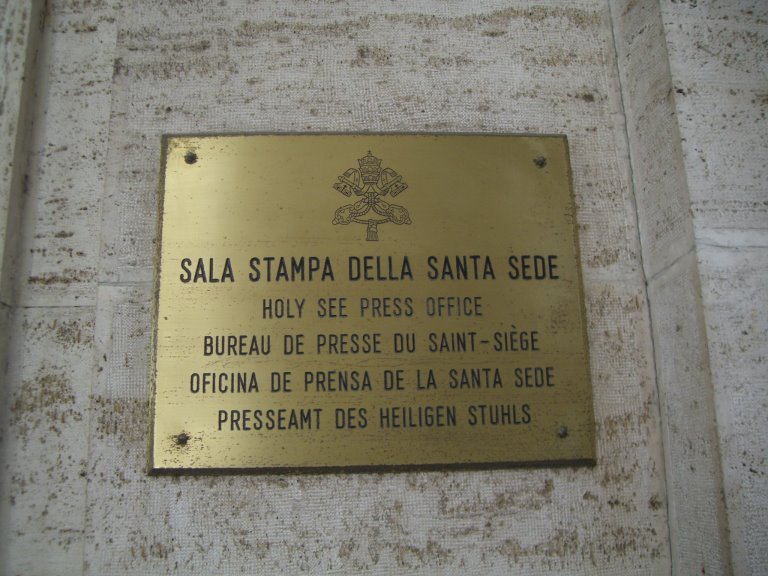 SALA STAMPA DELLA SANTA SEDE
HOLY SEE PRESS OFFICE
BUREAU DE PRESSE DU SAINT-SIÈGE
OFICINA DE PRENSA DE LA SANTA SEDE
PRESSEAMT DES HEILIGEN STUHLS